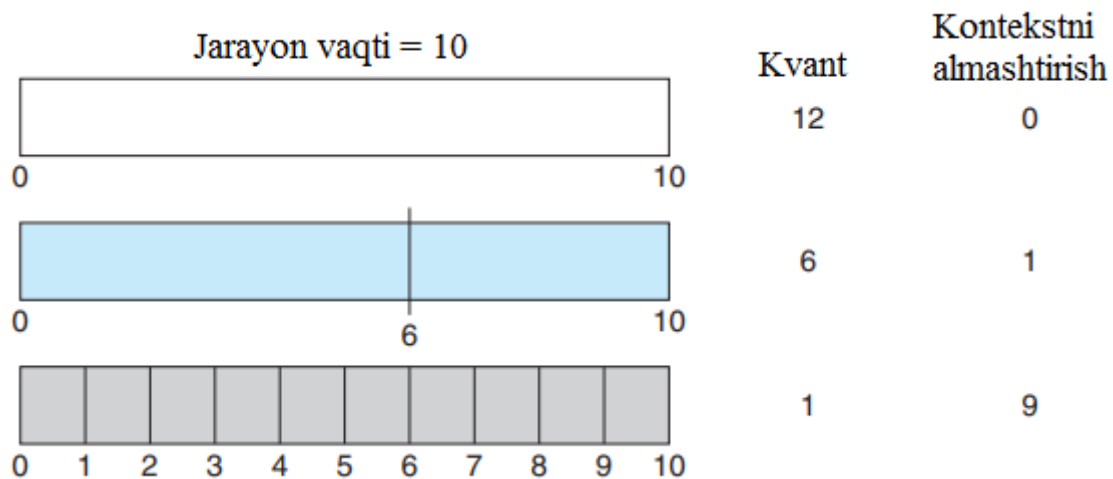 Jarayon vaqti = 10
Kvant
Kontekstni
almashtirish
12 0
0 10
6 1
0 6 10
1 9
0 1 2 3 4 5 6 7 8 9 10